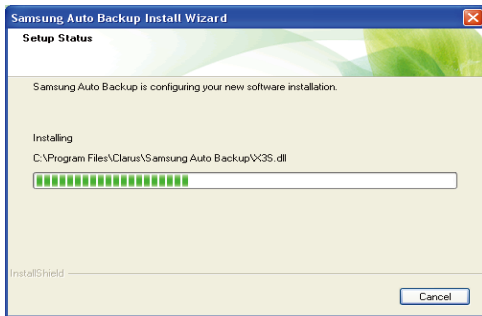 Samsung Auto Backup Install Wizard
Setup Status
Samsung Auto Backup is configuring your new software installation.
Installing
C:\Program Files\Clarus\Samsung Auto Backup\X3S.dll
InstallShield
Cancel